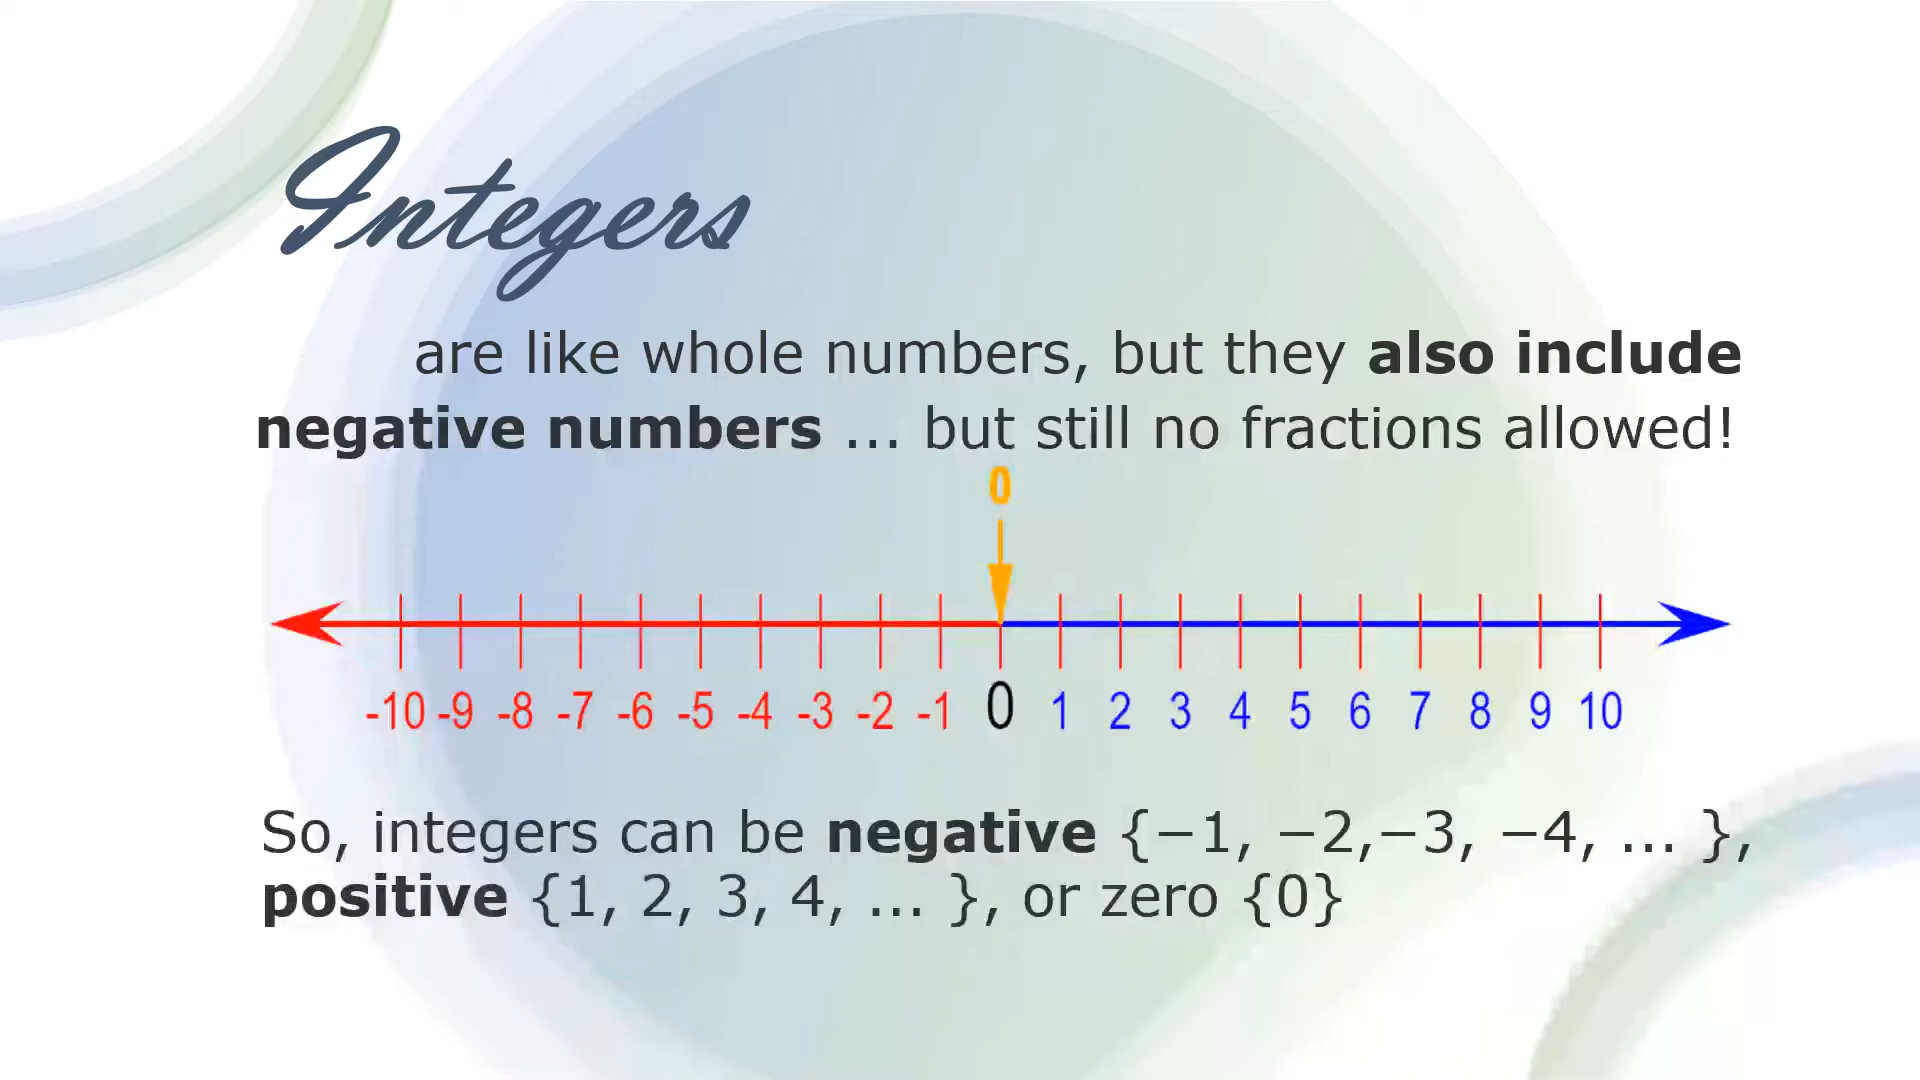 Integers
are like whole numbers, but they also include
negative numbers ... but still no fractions allowed!
0
-10 -9 -8 -7 -6 -5 -4 -3 -2 -1 0 1 2 3 4 5 6 7 8 9 10
So, integers can be negative {−1, −2,−3, −4, ... },
positive {1, 2, 3, 4, ... }, or zero {0}